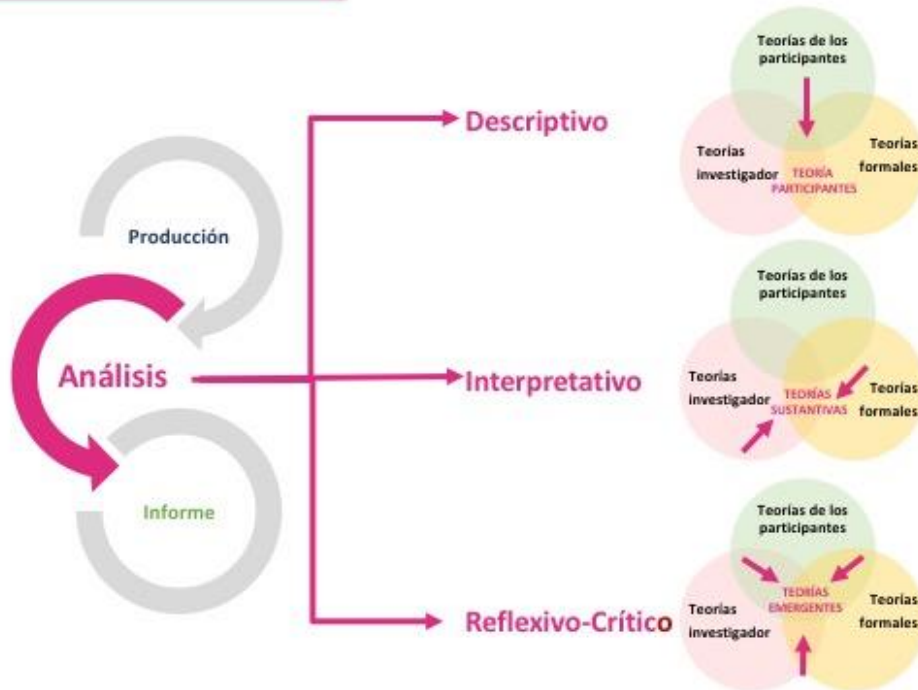 Producción
Análisis
Informe
Descriptivo
Teorías de los
participantes
Teorías
investigador
TEORÍA
PARTICIPANTES
Teorías
formales
Interpretativo
Teorías de los
participantes
Teorías
investigador
TEORÍAS
SUSTANTIVAS
Teorías
formales
Reflexivo-Crítico
Teorías de los
participantes
Teorías
investigador
TEORÍAS
EMERGENTES
Teorías
formales